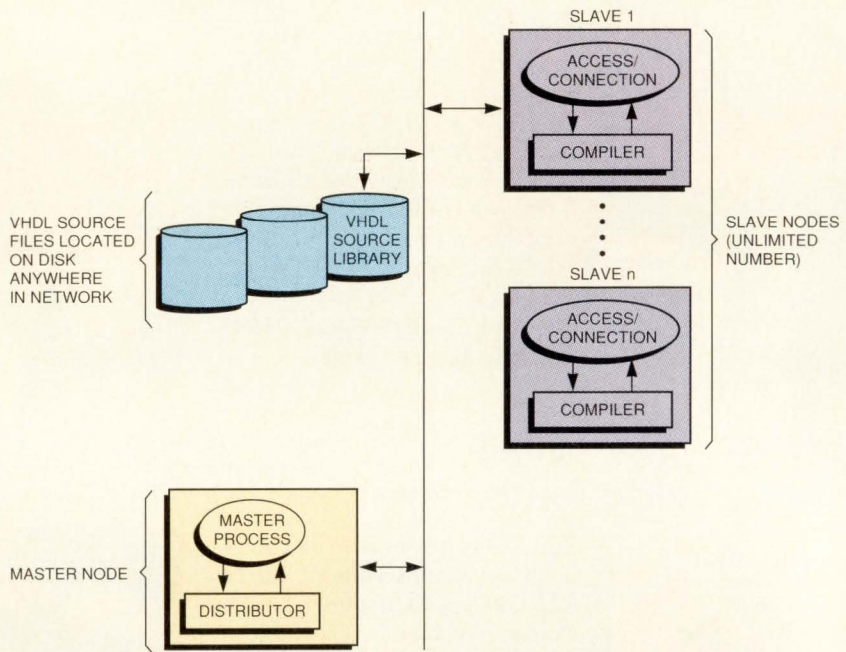 SLAVE 1
ACCESS/
CONNECTION
COMPILER
VHDL SOURCE
FILES LOCATED
ON DISK
ANYWHERE
IN NETWORK
VHDL
SOURCE
LIBRARY
SLAVE NODES
(UNLIMITED
NUMBER)
SLAVE n
ACCESS/
CONNECTION
COMPILER
MASTER NODE
MASTER
PROCESS
DISTRIBUTOR